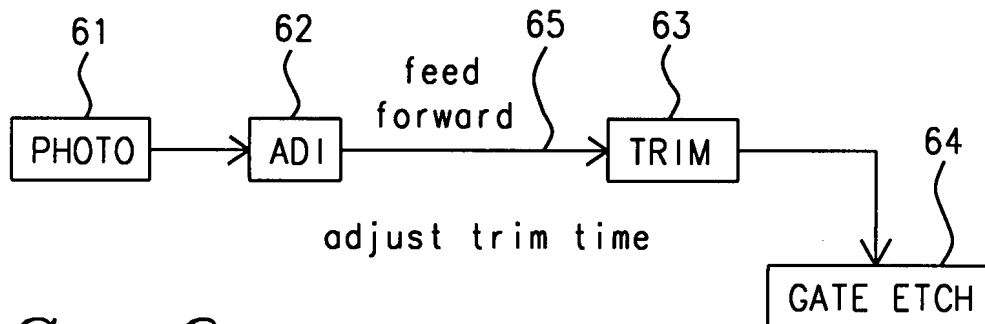 61
62
65
63
feed
forward
PHOTO
ADI
TRIM
64
adjust trim time
GATE ETCH